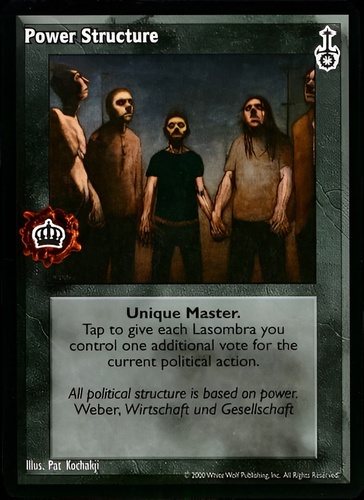 Power Structure
Unique Master.
Tap to give each Lasombra you
control one additional vote for the
current political action.
All political structure is based on power.
Weber, Wirtschaft und Gesellschaft
Illus. Pat Kochakji
© 2000 White Wolf Publishing, Inc. All Rights Reserved.